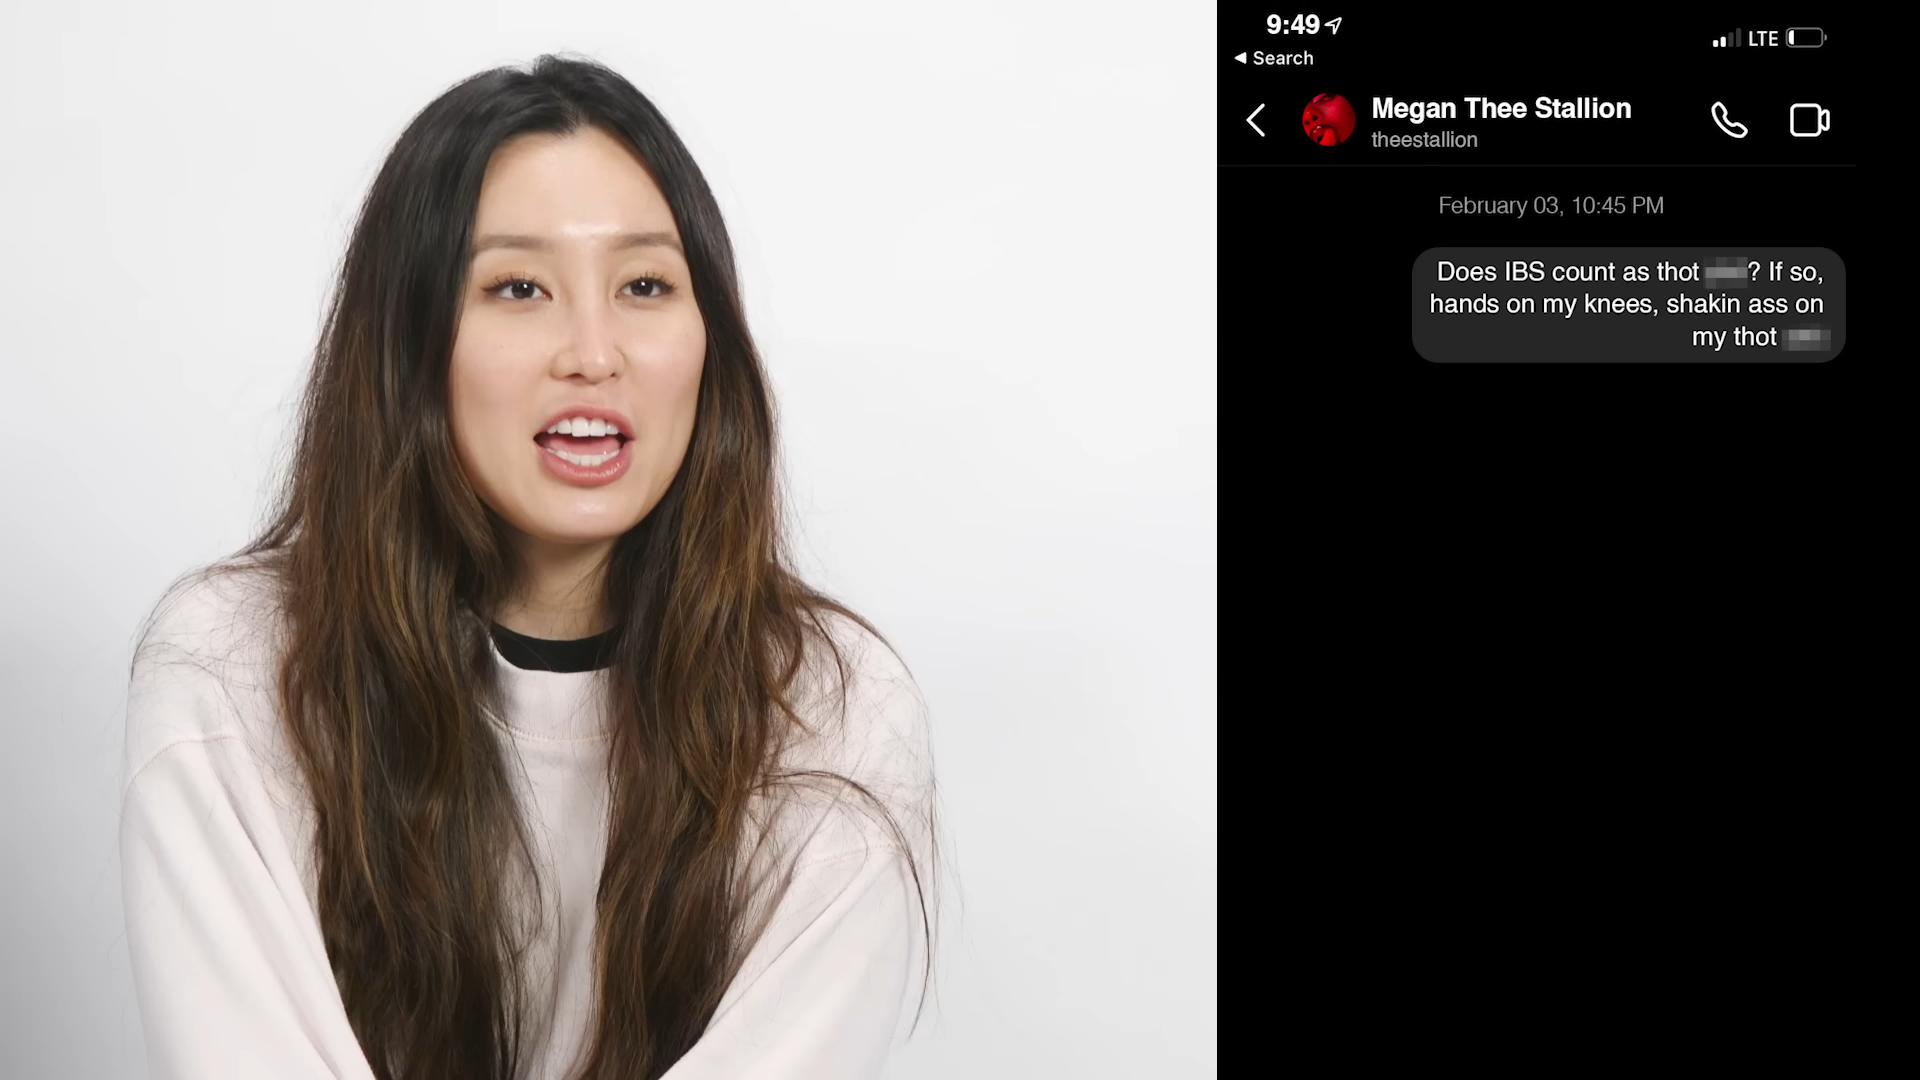 9:49
LTE
Search
Megan Thee Stallion
theestallion
February 03, 10:45 PM
Does IBS count as thot ? If so,
hands on my knees, shakin ass on
my thot